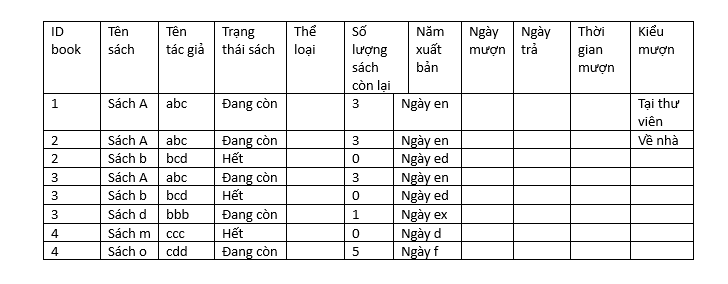 ID book Tên sách Tên tác giả Trạng thái sách Thể loại Số lượng sách còn lại Năm xuất bản Ngày mượn Ngày trả Thời gian mượn Kiểu mượn
1 Sách A abc Đang còn 3 Ngày en Tại thư viên
2 Sách A abc Đang còn 3 Ngày en Về nhà
2 Sách b bcd Hết 0 Ngày ed
3 Sách A abc Đang còn 3 Ngày en
3 Sách b bcd Hết 0 Ngày ed
3 Sách d bbb Đang còn 1 Ngày ex
4 Sách m ccc Hết 0 Ngày d
4 Sách o cdd Đang còn 5 Ngày f